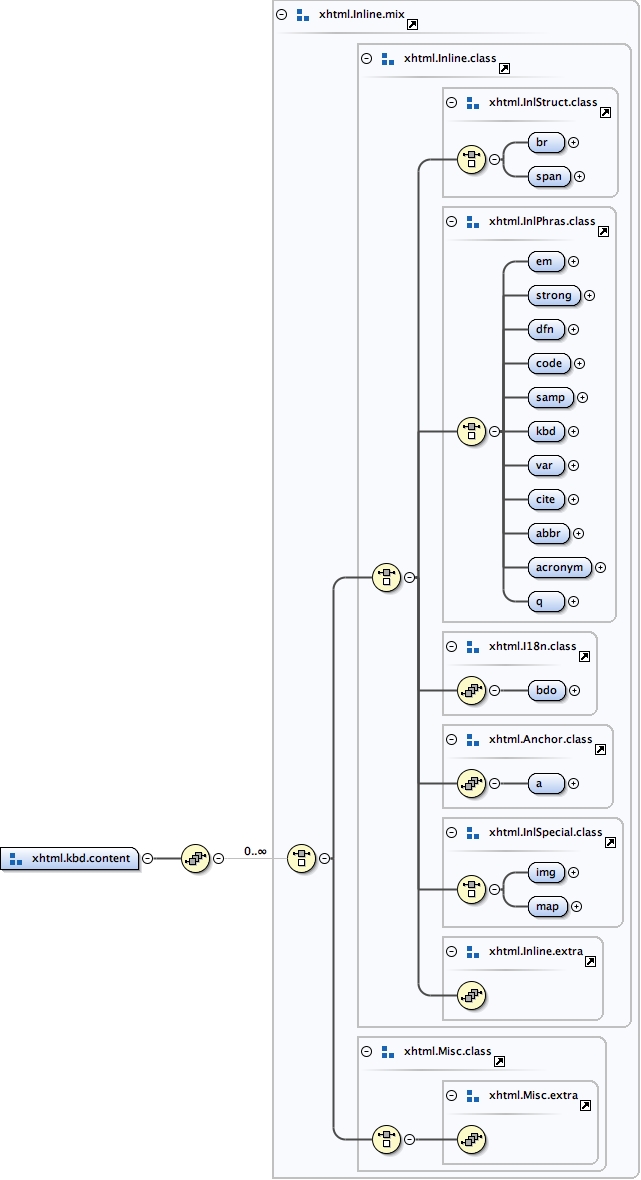 xhtml.Inline.mix
xhtml.Inline.class
xhtml.InlStruct.class
br
span
xhtml.InlPhras.class
em
strong
dfn
code
samp
kbd
var
cite
abbr
acronym
q
xhtml.I18n.class
bdo
xhtml.Anchor.class
a
xhtml.InlSpecial.class
xhtml.kbd.content
0..∞
img
map
xhtml.Inline.extra
xhtml.Misc.class
xhtml.Misc.extra